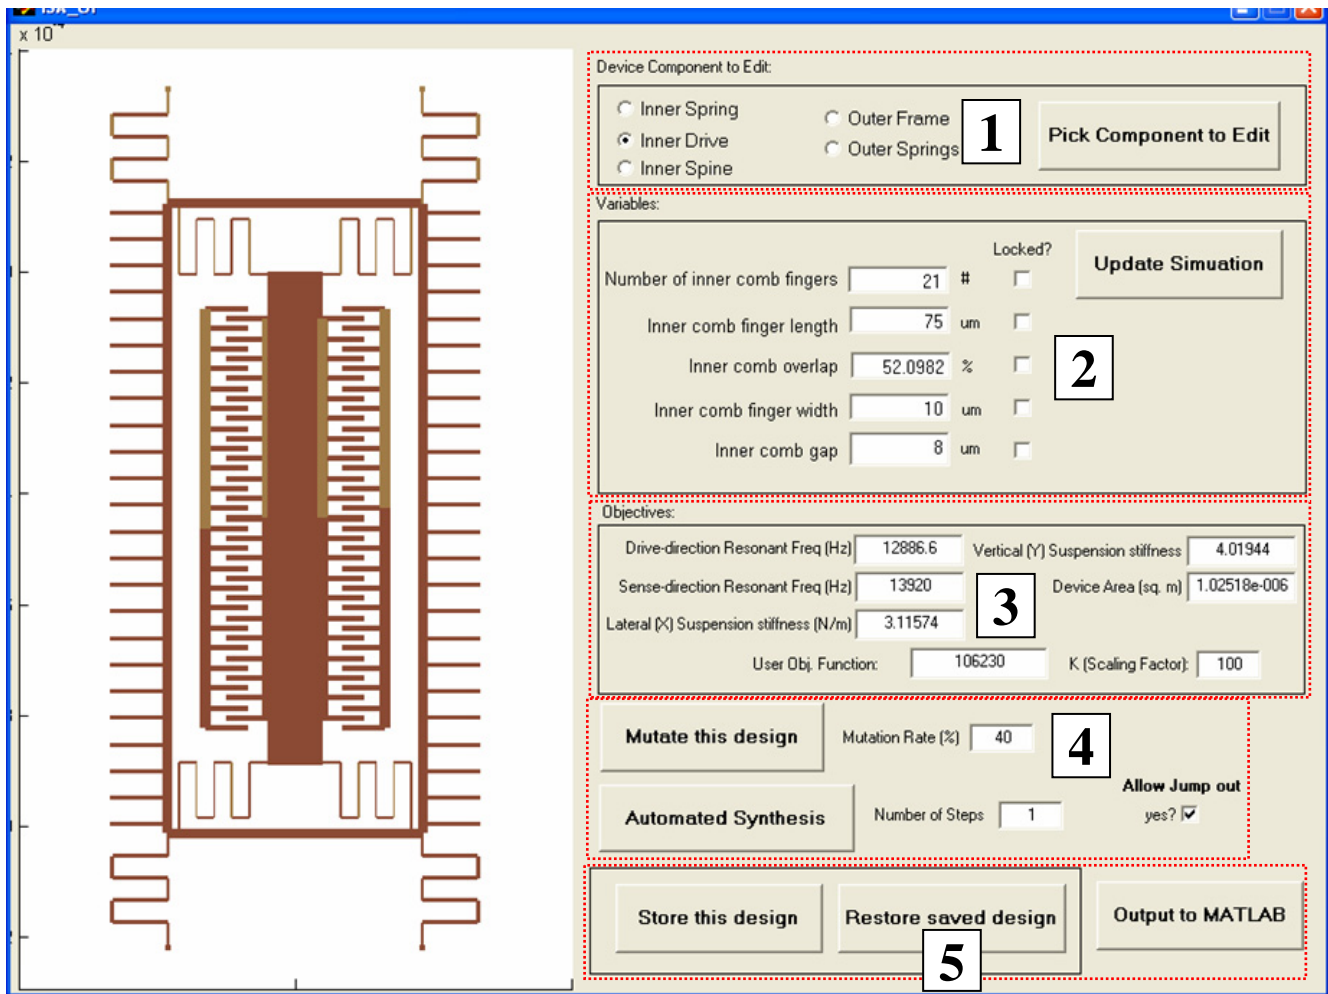 x 10
Device Component to Edit:
Inner Spring
Inner Drive
Inner Spine
Outer Frame
Outer Springs
1
Pick Component to Edit
Variables:
Locked?
Update Simuation
Number of inner comb fingers 21 #
Inner comb finger length 75 um
Inner comb overlap 52.0982 %
Inner comb finger width 10 um
Inner comb gap 8 um
2
Objectives:
Drive-direction Resonant Freq (Hz) 12886.6 Vertical (Y) Suspension stiffness 4.01944
Sense-direction Resonant Freq (Hz) 13920 Device Area (sq. m) 1.02518e-006
Lateral (X) Suspension stiffness (N/m) 3.11574
3
User Obj. Function: 106230 K (Scaling Factor): 100
Mutate this design Mutation Rate (%) 40
4
Allow Jump out
Automated Synthesis Number of Steps 1 yes?
Store this design Restore saved design Output to MATLAB
5